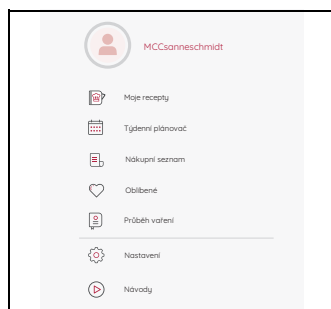 MCCsanneschmidt
Moje recepty
Týdenní plánovač
Nákupní seznam
Oblíbené
Průběh vaření
Nastavení
Návody